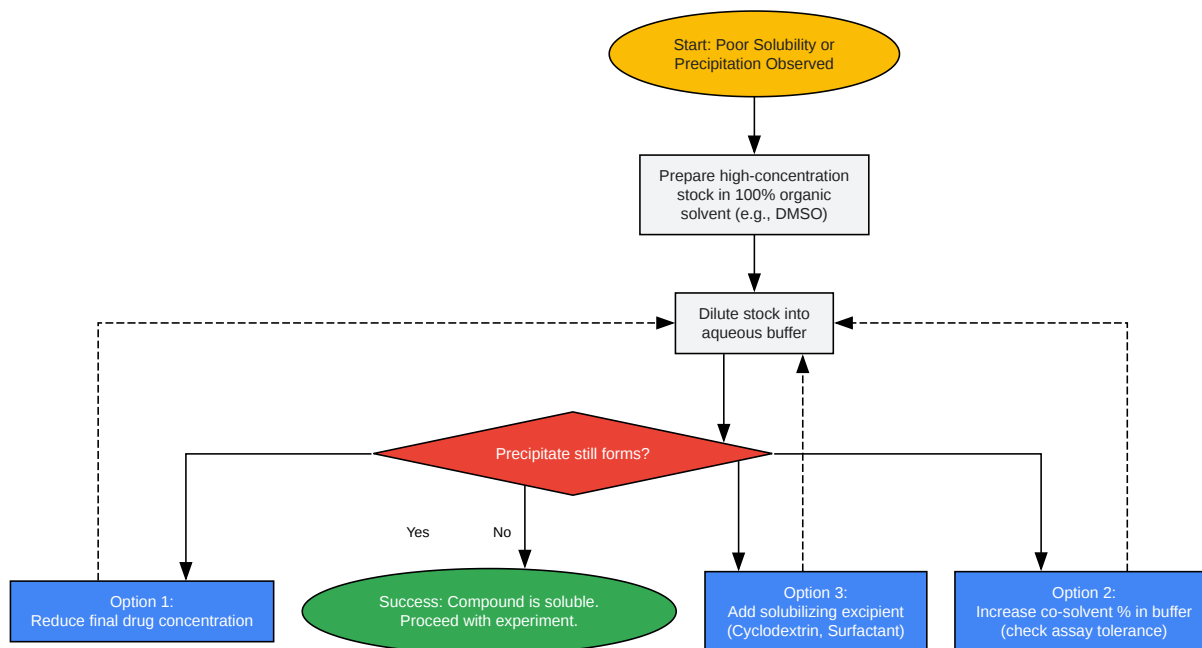 Start: Poor Solubility or
Precipitation Observed
Prepare high-concentration
stock in 100% organic
solvent (e.g., DMSO)
Dilute stock into
aqueous buffer
Precipitate still forms?
Yes
No
Option 1:
Reduce final drug concentration
Success: Compound is soluble.
Proceed with experiment.
Option 3:
Add solubilizing excipient
(Cyclodextrin, Surfactant)
Option 2:
Increase co-solvent % in buffer
(check assay tolerance)